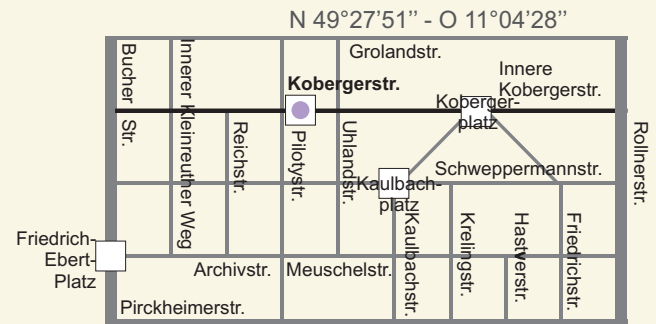 N 49°27'51'' - O 11°04'28''
Grolandstr.
Bucher
Str.
Innerer Kleinreuther Weg
Kobergerstr.
Innere
Kobergerstr.
Koberger-
platz
Reichstr.
Pilotystr.
Uhlandstr.
Rollnerstr.
Schweppermannstr.
Kaulbach-
platz
Friedrich-
Ebert-
Platz
Kaulbachstr.
Krelingstr.
Hastverstr.
Friedrichstr.
Archivstr.
Meuschelstr.
Pirckheimerstr.